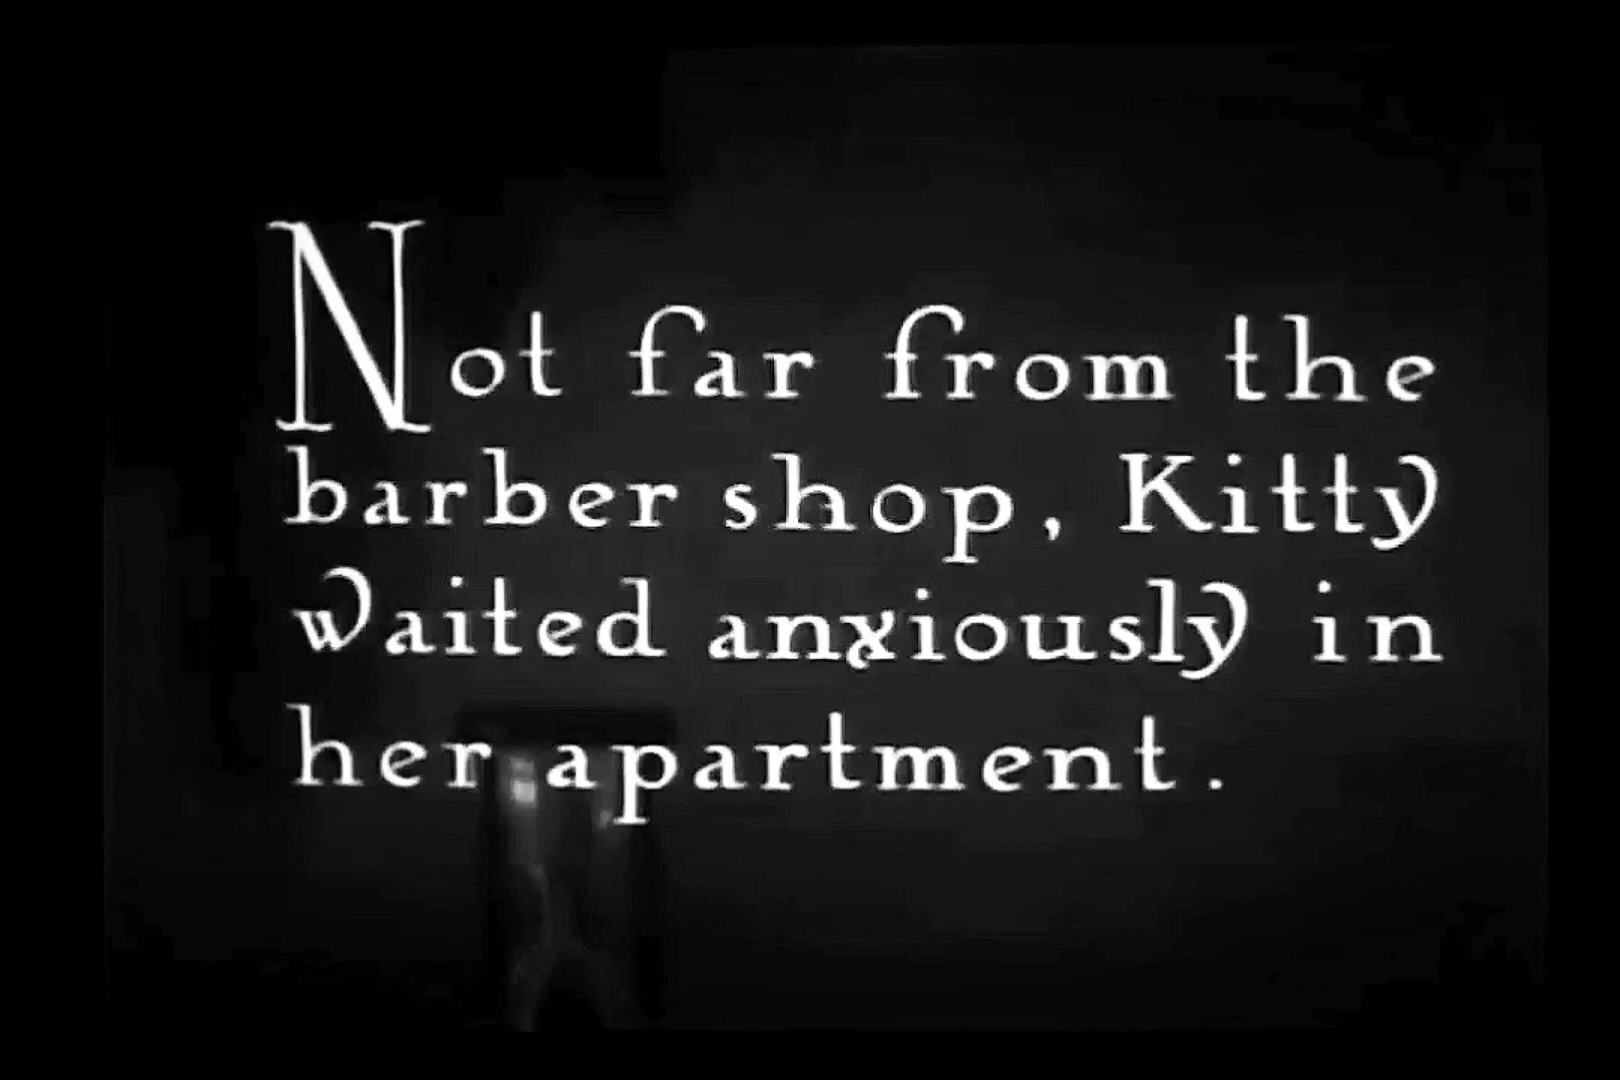 Not far from the
barber shop, Kitty
waited anxiously in
her apartment.